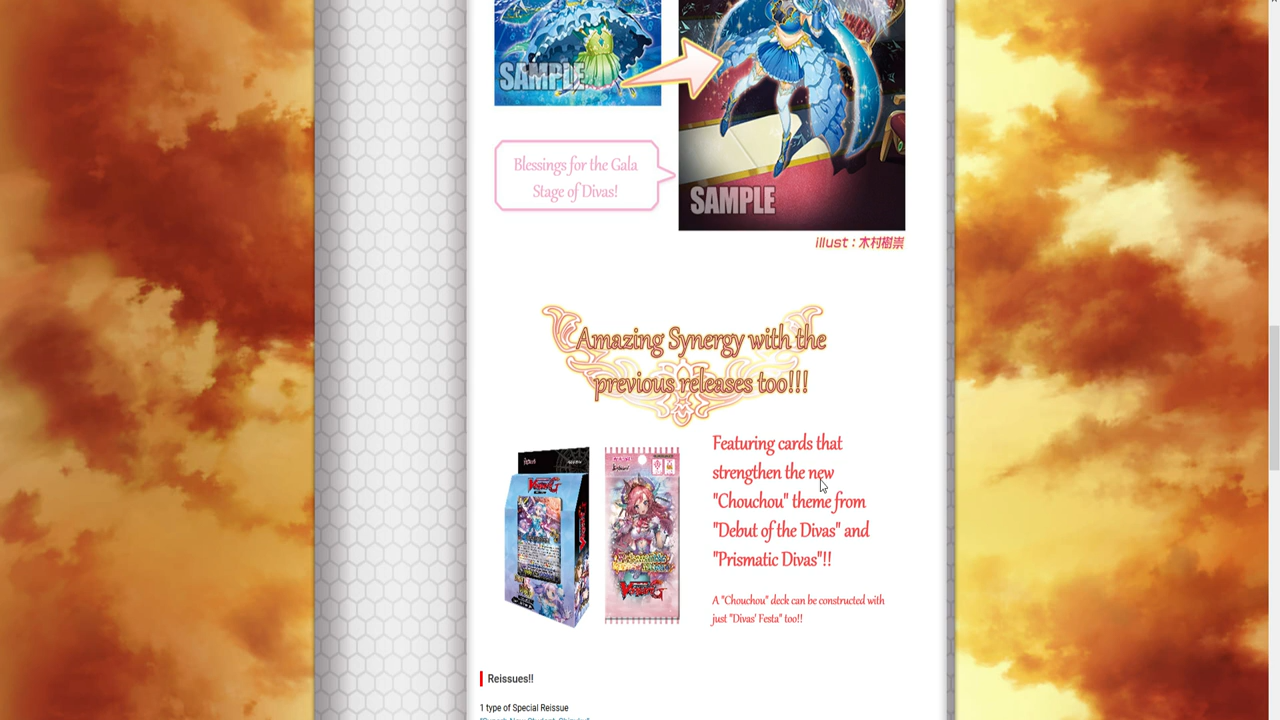 SAMPLE
Blessings for the Gala
Stage of Divas!
SAMPLE
illust：木村樹崇
Amazing Synergy with the
previous releases too!!!
Featuring cards that
strengthen the new
"Chouchou" theme from
"Debut of the Divas" and
"Prismatic Divas"!!
A "Chouchou" deck can be constructed with
just "Divas' Festa" too!!
Reissues!!
1 type of Special Reissue